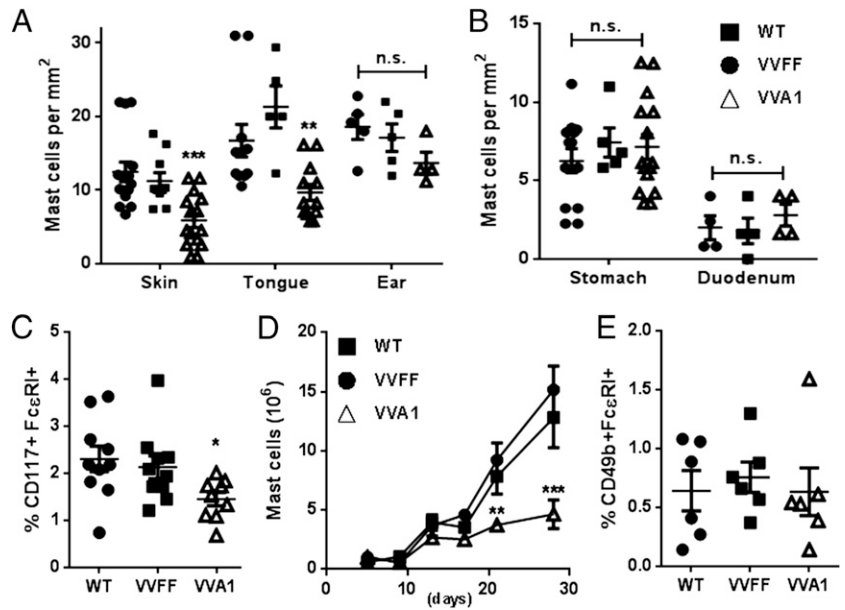 A
Mast cells per mm2
30
20
10
0
***
**
n.s.
Skin Tongue Ear
B
Mast cells per mm2
15
10
5
0
n.s.
n.s.
WT
VVFF
VVA1
Stomach Duodenum
C
% CD117+ FcεRI+
5
4
3
2
1
0
*
WT VVFF VVA1
D
Mast cells (106)
20
15
10
5
0
WT
VVFF
VVA1
**
***
0 10 20 30
(days)
E
% CD49b+FcεRI+
2.0
1.5
1.0
0.5
0.0
WT VVFF VVA1